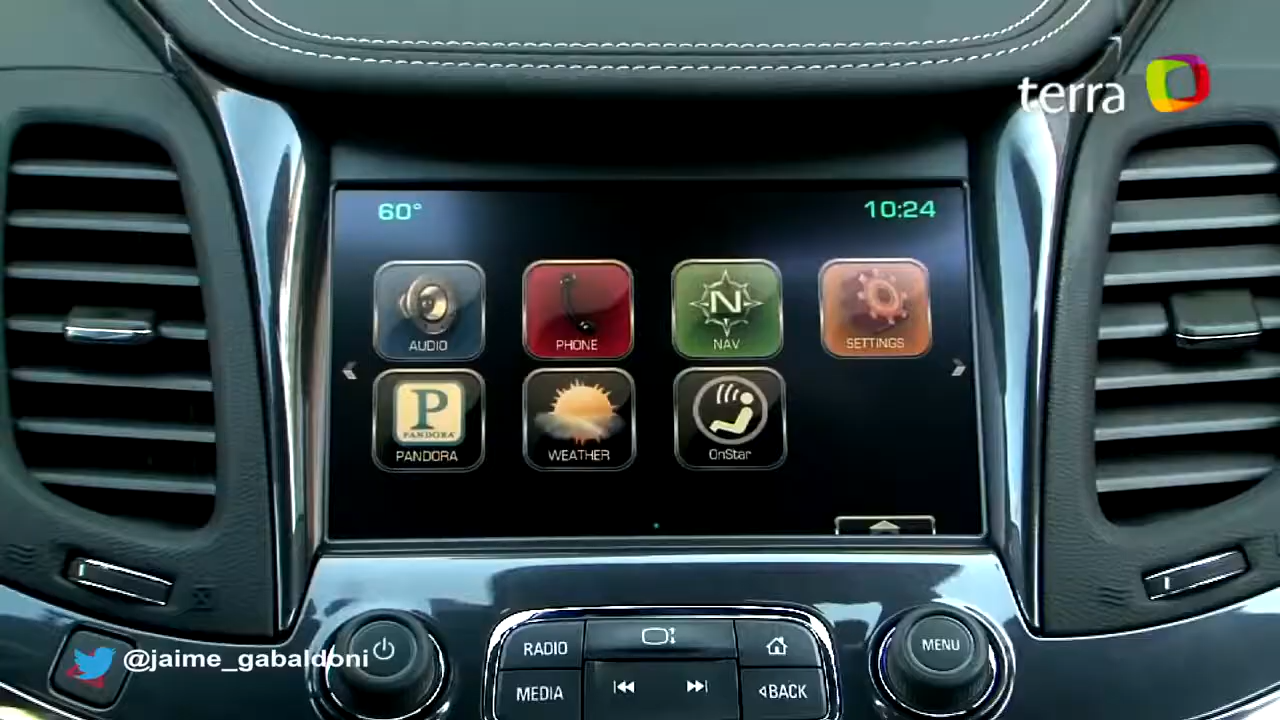 terra
60°
10:24
AUDIO
PHONE
N
NAV
SETTINGS
P
PANDORA
PANDORA
WEATHER
OnStar
RADIO
MENU
MEDIA
BACK
@jaime_gabaldoni